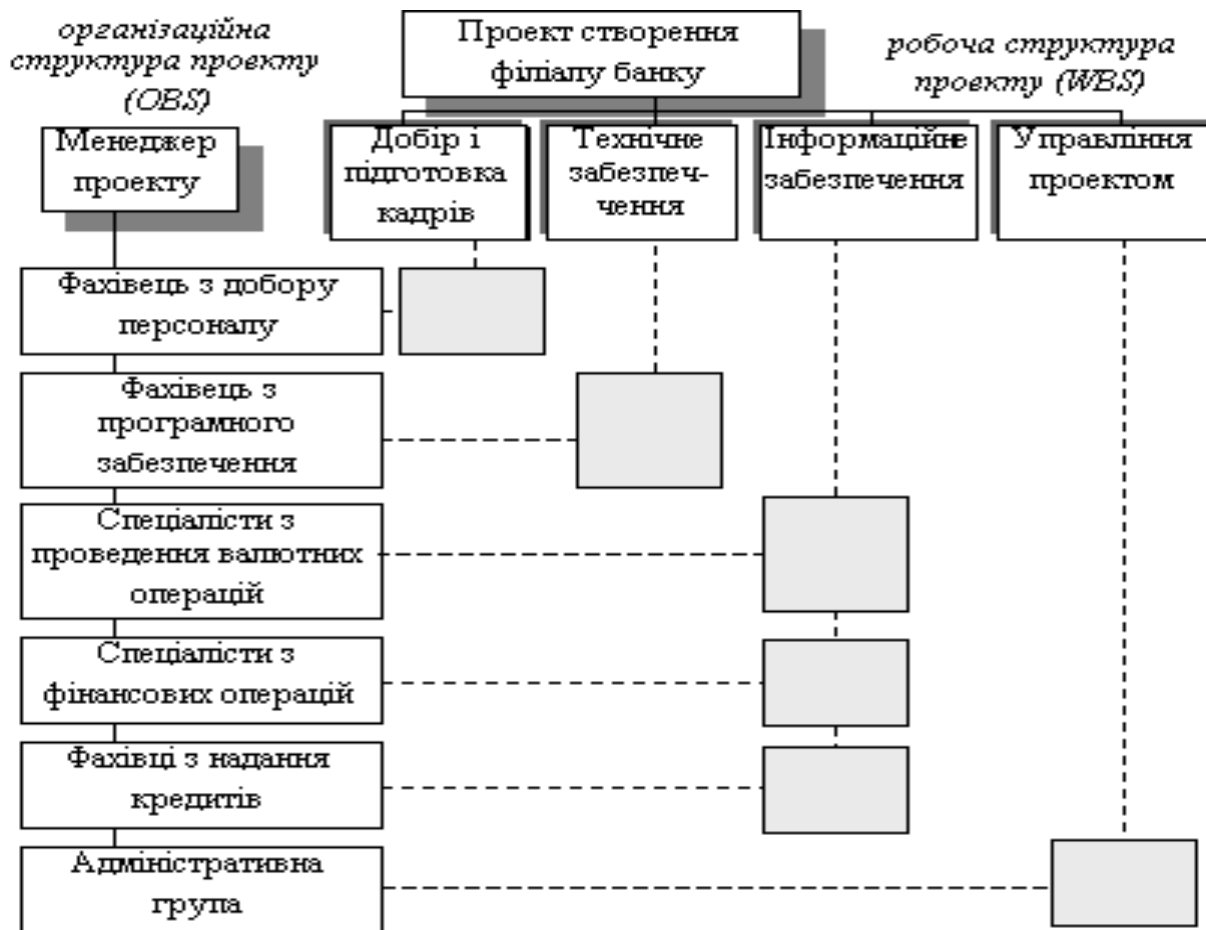 організаційна
структура проекту
(OBS)
Проект створення
філіалу банку
робоча структура
проекту (WBS)
Менеджер
проекту
Добір і
підготовка
кадрів
Технічне
забезпеч-
чення
Інформаційне
забезпечення
Управління
проектом
Фахівець з добору
персоналу
Фахівець з
програмного
забезпечення
Спеціалісти з
проведення валютних
операцій
Спеціалісти з
фінансових операцій
Фахівці з надання
кредитів
Адміністративна
група